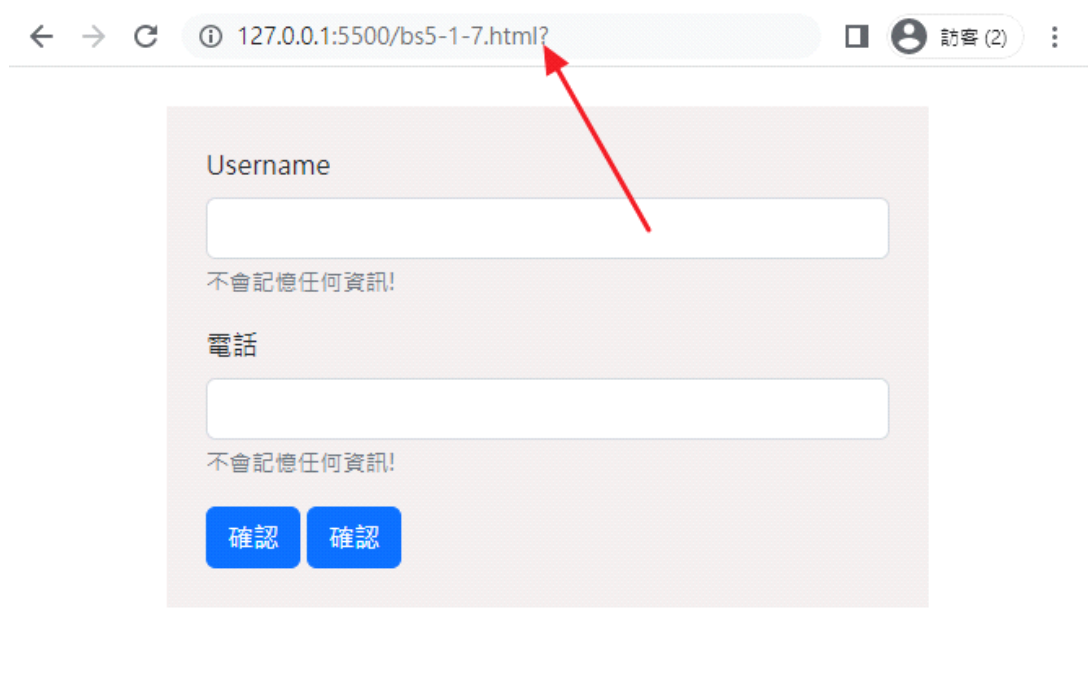 127.0.0.1:5500/bs5-1-7.html?
訪客 (2)
Username
不會記憶任何資訊!
電話
不會記憶任何資訊!
確認 確認